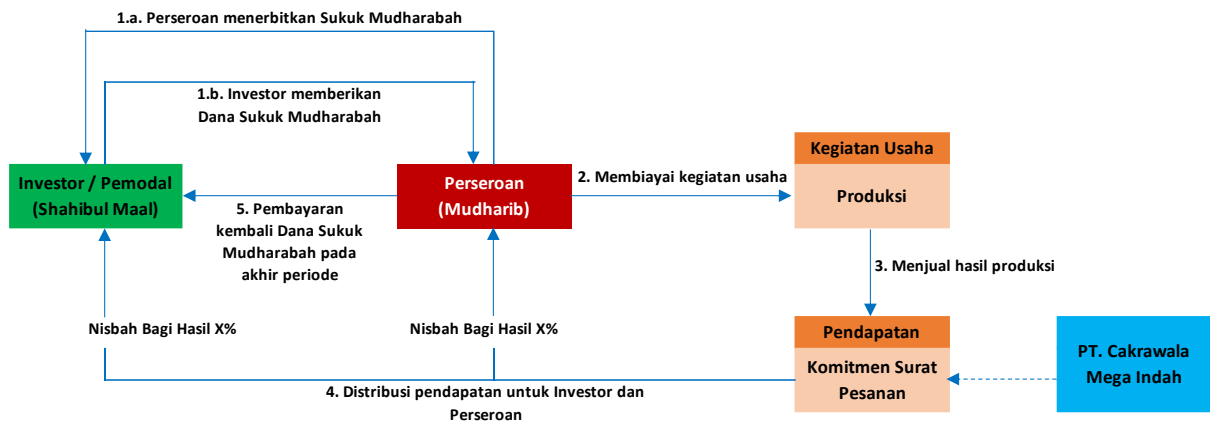 1.a. Perseroan menerbitkan Sukuk Mudharabah
1.b. Investor memberikan
Dana Sukuk Mudharabah
Investor / Pemodal
(Shahibul Maal)
Perseroan
(Mudharib)
2. Membiayai kegiatan usaha
Kegiatan Usaha
Produksi
5. Pembayaran
kembali Dana Sukuk
Mudharabah pada
akhir periode
3. Menjual hasil produksi
Nisbah Bagi Hasil X%
Nisbah Bagi Hasil X%
Pendapatan
Komitmen Surat
Pesanan
PT. Cakrawala
Mega Indah
4. Distribusi pendapatan untuk Investor dan
Perseroan